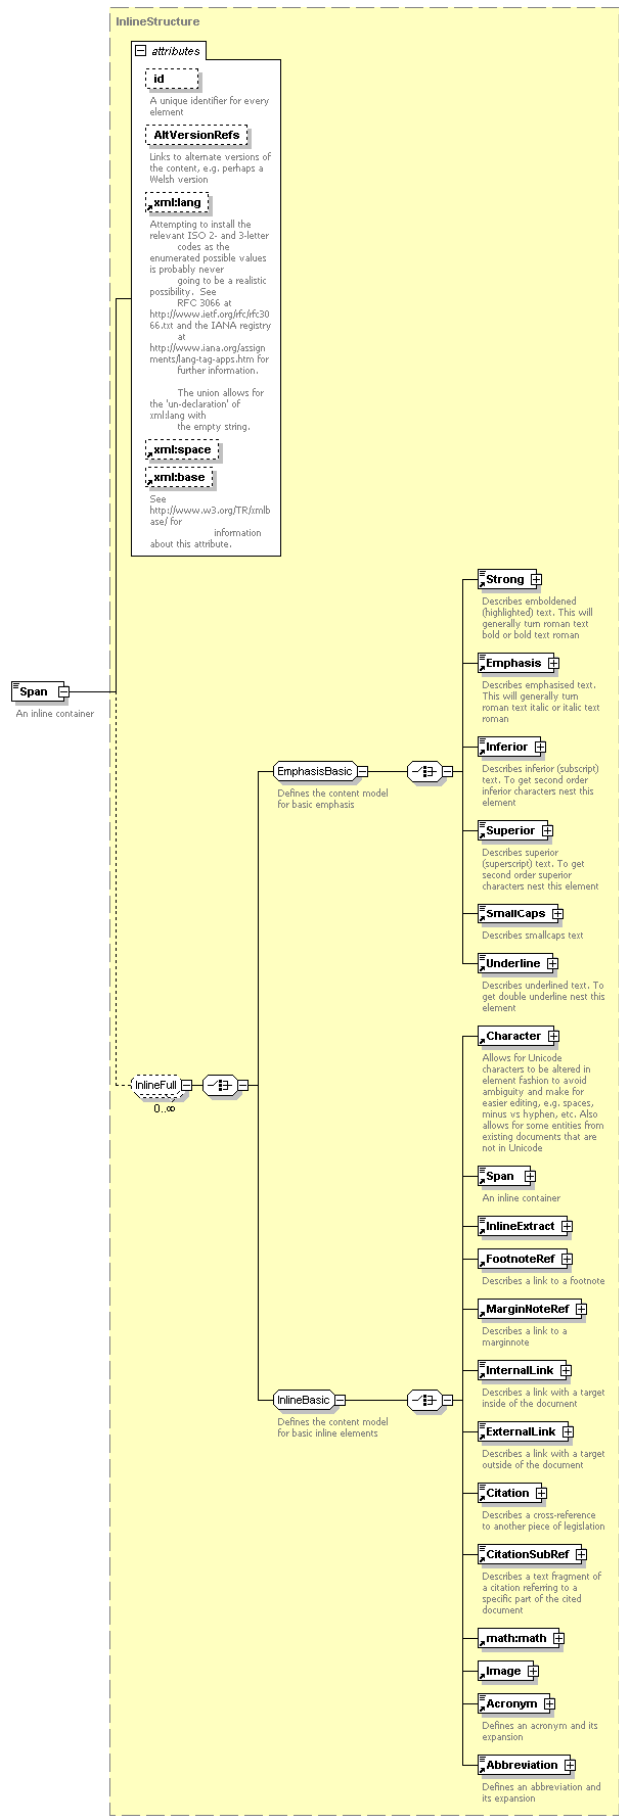 InlineStructure
attributes
id
A unique identifier for every
element
AltVersionRefs
Links to alternate versions of
the content, e.g. perhaps a
Welsh version
xml:lang
Attempting to install the
relevant ISO 2- and 3-letter
codes as the
enumerated possible values
is probably never
going to be a realistic
possibility. See
RFC 3066 at
http://www.ietf.org/rfc/rfc30
66.txt and the IANA registry
at
http://www.iana.org/assign
ments/lang-tag-apps.htm for
further information.
The union allows for
the 'un-declaration' of
xml:lang with
the empty string.
xml:space
xml:base
See
http://www.w3.org/TR/xmlb
ase/ for
information
about this attribute.
Span
An inline container
EmphasisBasic
Defines the content model
for basic emphasis
Strong
Describes emboldened
(highlighted) text. This will
generally turn roman text
bold or bold text roman
Emphasis
Describes emphasised text.
This will generally turn
roman text italic or italic text
roman
Inferior
Describes inferior (subscript)
text. To get second order
inferior characters nest this
element
Superior
Describes superior
(superscript) text. To get
second order superior
characters nest this element
SmallCaps
Describes smallcaps text
Underline
Describes underlined text. To
get double underline nest this
element
InlineFull
0..∞
InlineBasic
Defines the content model
for basic inline elements
Character
Allows for Unicode
characters to be altered in
element fashion to avoid
ambiguity and make for
easier editing, e.g. spaces,
minus vs hyphen, etc. Also
allows for some entities from
existing documents that are
not in Unicode
Span
An inline container
InlineExtract
FootnoteRef
Describes a link to a footnote
MarginNoteRef
Describes a link to a
marginnote
InternalLink
Describes a link with a target
inside of the document
ExternalLink
Describes a link with a target
outside of the document
Citation
Describes a cross-reference
to another piece of legislation
CitationSubRef
Describes a text fragment of
a citation referring to a
specific part of the cited
document
math:math
Image
Acronym
Defines an acronym and its
expansion
Abbreviation
Defines an abbreviation and
its expansion